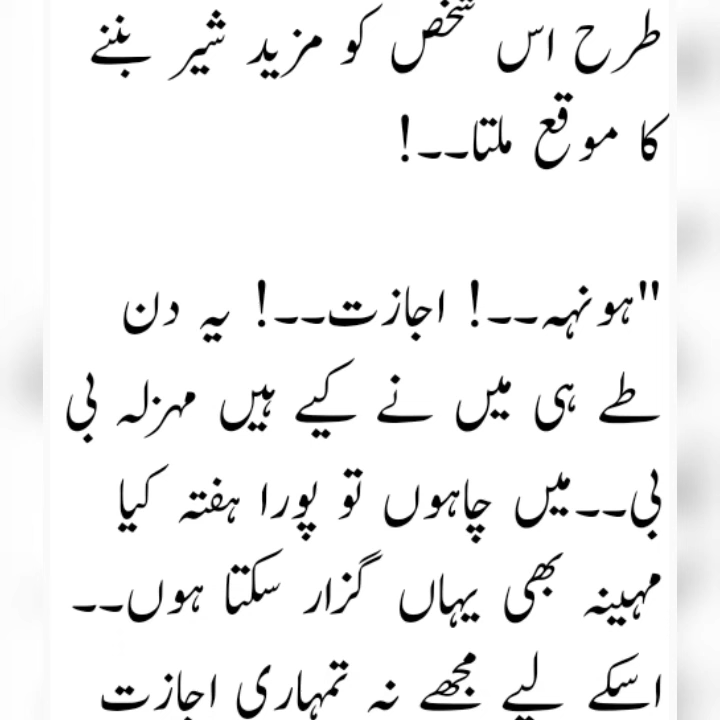 طرح اس شخص کو مزید شیر بننے
کا موقع ملتا۔۔!
"ہونہہ۔۔! اجازت۔۔! یہ دن
طے ہی میں نے کیے ہیں مہزلہ بی
بی۔۔میں چاہوں تو پورا ہفتہ کیا
مہینہ بھی یہاں گزار سکتا ہوں۔۔
اسکے لیے مجھے نہ تمہاری اجازت